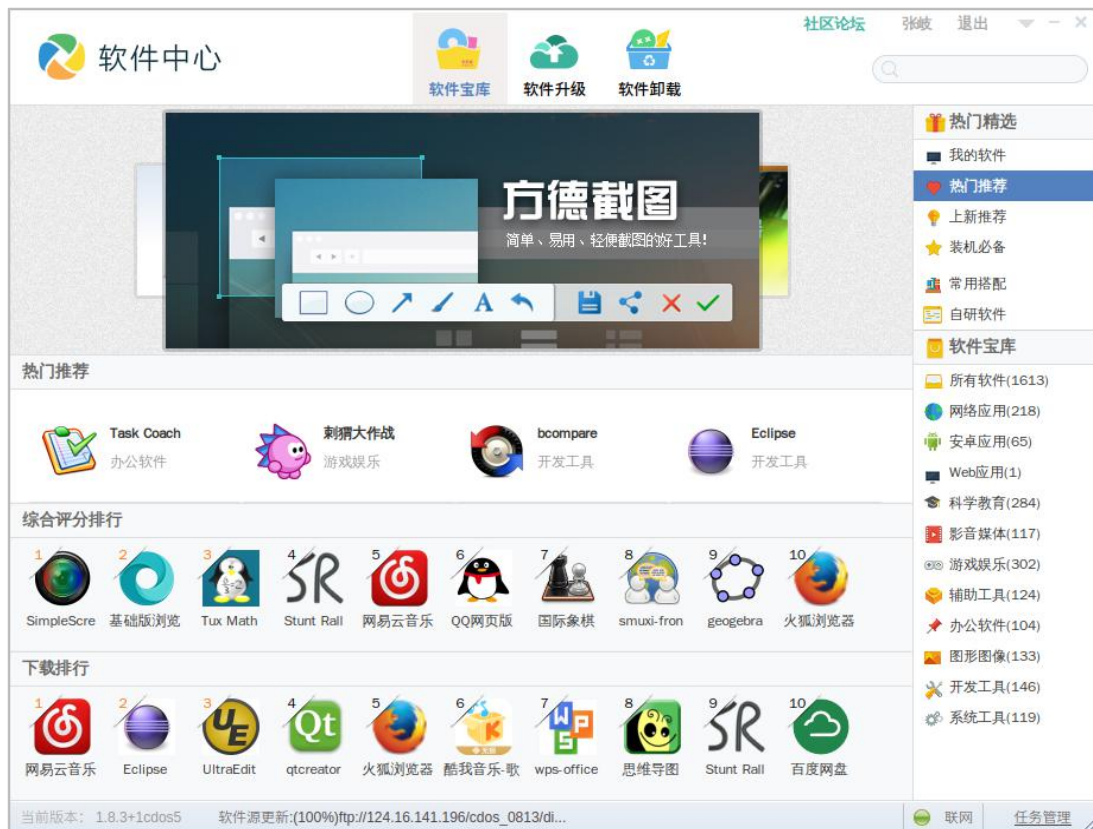 社区论坛 张岐 退出
软件中心
软件宝库 软件升级 软件卸载
方德截图
简单、易用、轻便截图的好工具!
A
热门推荐
Task Coach
办公软件
刺猬大作战
游戏娱乐
bcompare
开发工具
Eclipse
开发工具
综合评分排行
1 2 3 4 5 6 7 8 9 10
SimpleScre 基础版浏览 Tux Math Stunt Rall 网易云音乐 QQ网页版 国际象棋 smuxi-fron geogebra 火狐浏览器
下载排行
1 2 3 4 5 6 7 8 9 10
网易云音乐 Eclipse UltraEdit qtcreator 火狐浏览器 酷我音乐-歌 wps-office 思维导图 Stunt Rall 百度网盘
热门精选
我的软件
热门推荐
上新推荐
装机必备
常用搭配
自研软件
软件宝库
所有软件(1613)
网络应用(218)
安卓应用(65)
Web应用(1)
科学教育(284)
影音媒体(117)
游戏娱乐(302)
辅助工具(124)
办公软件(104)
图形图像(133)
开发工具(146)
系统工具(119)
当前版本: 1.8.3+1cdos5 软件源更新:(100%)ftp://124.16.141.196/cdos_0813/di... 联网 任务管理